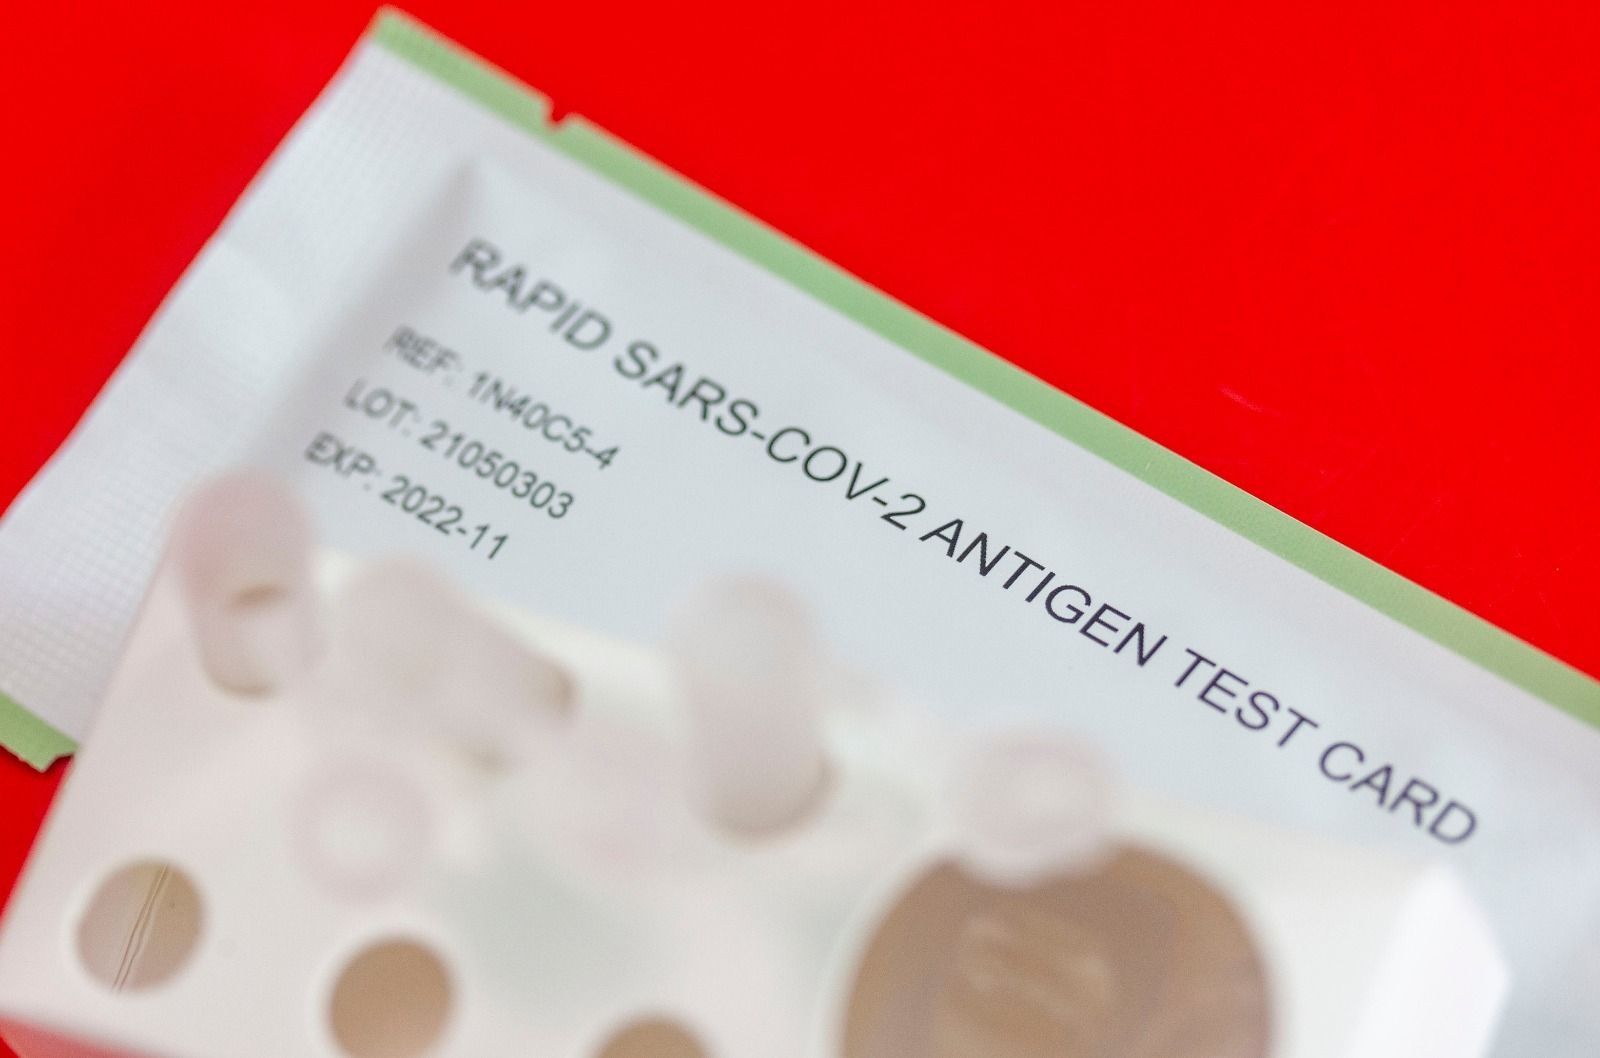 RAPID SARS-COV-2 ANTIGEN TEST CARD
REF: 1N40C5-4
LOT: 21050303
EXP: 2022-11